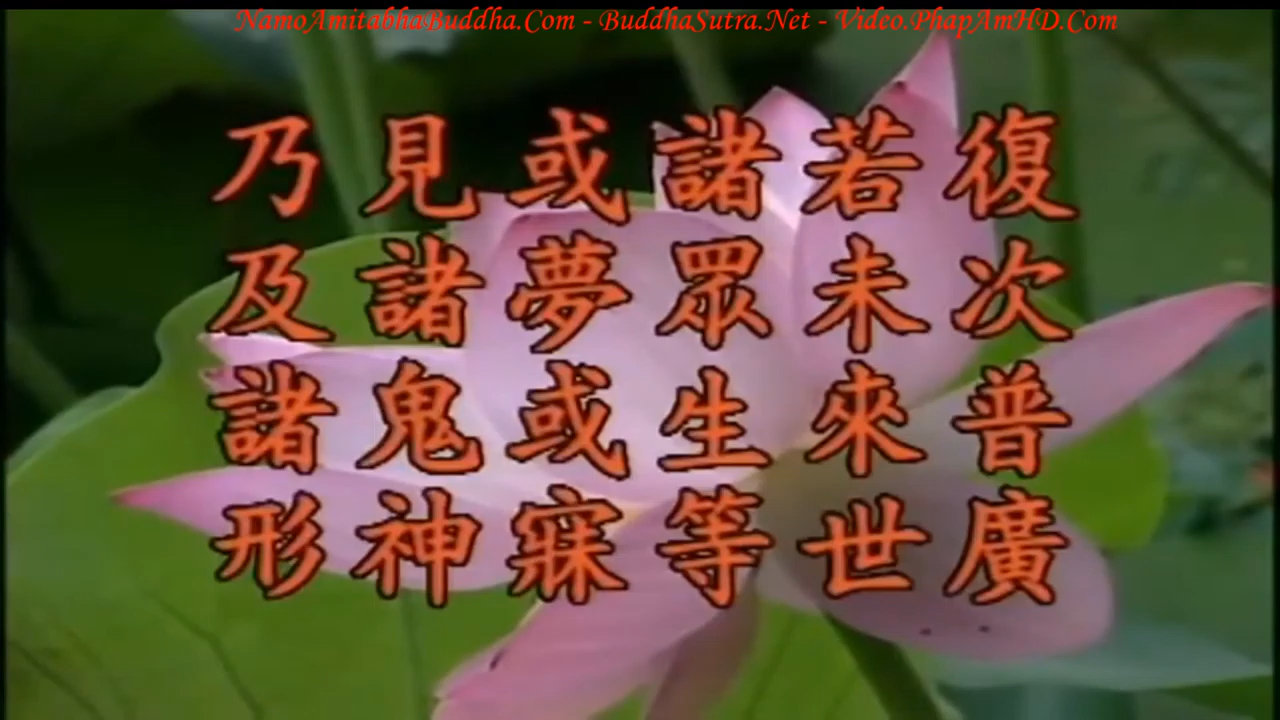 NamoAmitabhaBuddha.Com - BuddhaSutra.Net - Video.PhapAmHD.Com
復次普廣
若未來世
諸眾生等
或夢或寐
見諸鬼神
乃及諸形